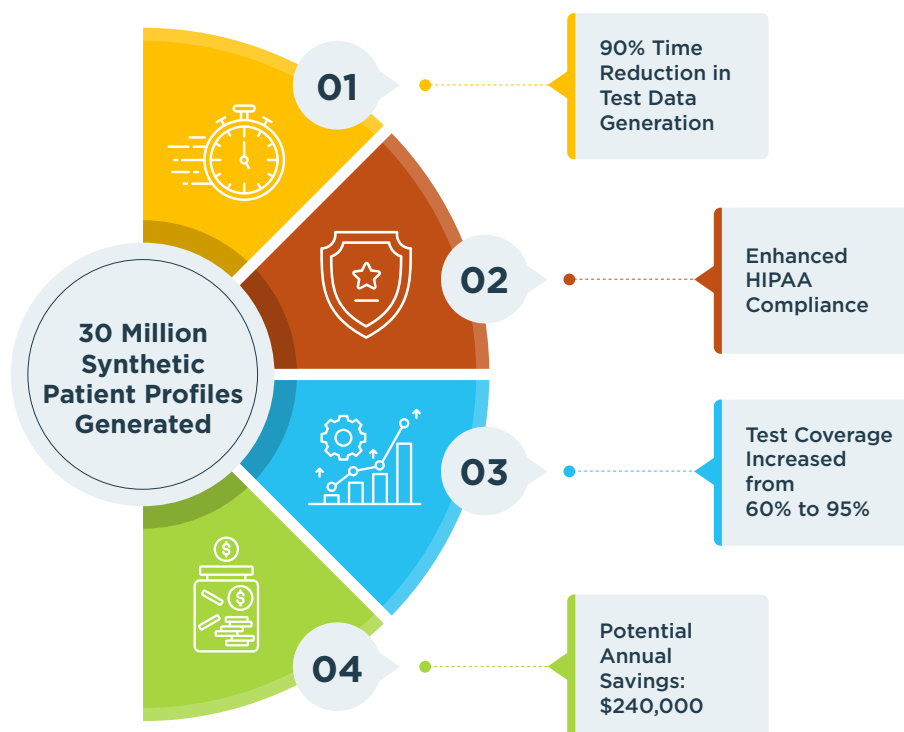 30 Million
Synthetic
Patient Profiles
Generated
01
90% Time
Reduction in
Test Data
Generation
02
Enhanced
HIPAA
Compliance
03
Test Coverage
Increased
from
60% to 95%
04
Potential
Annual
Savings:
$240,000
$
$